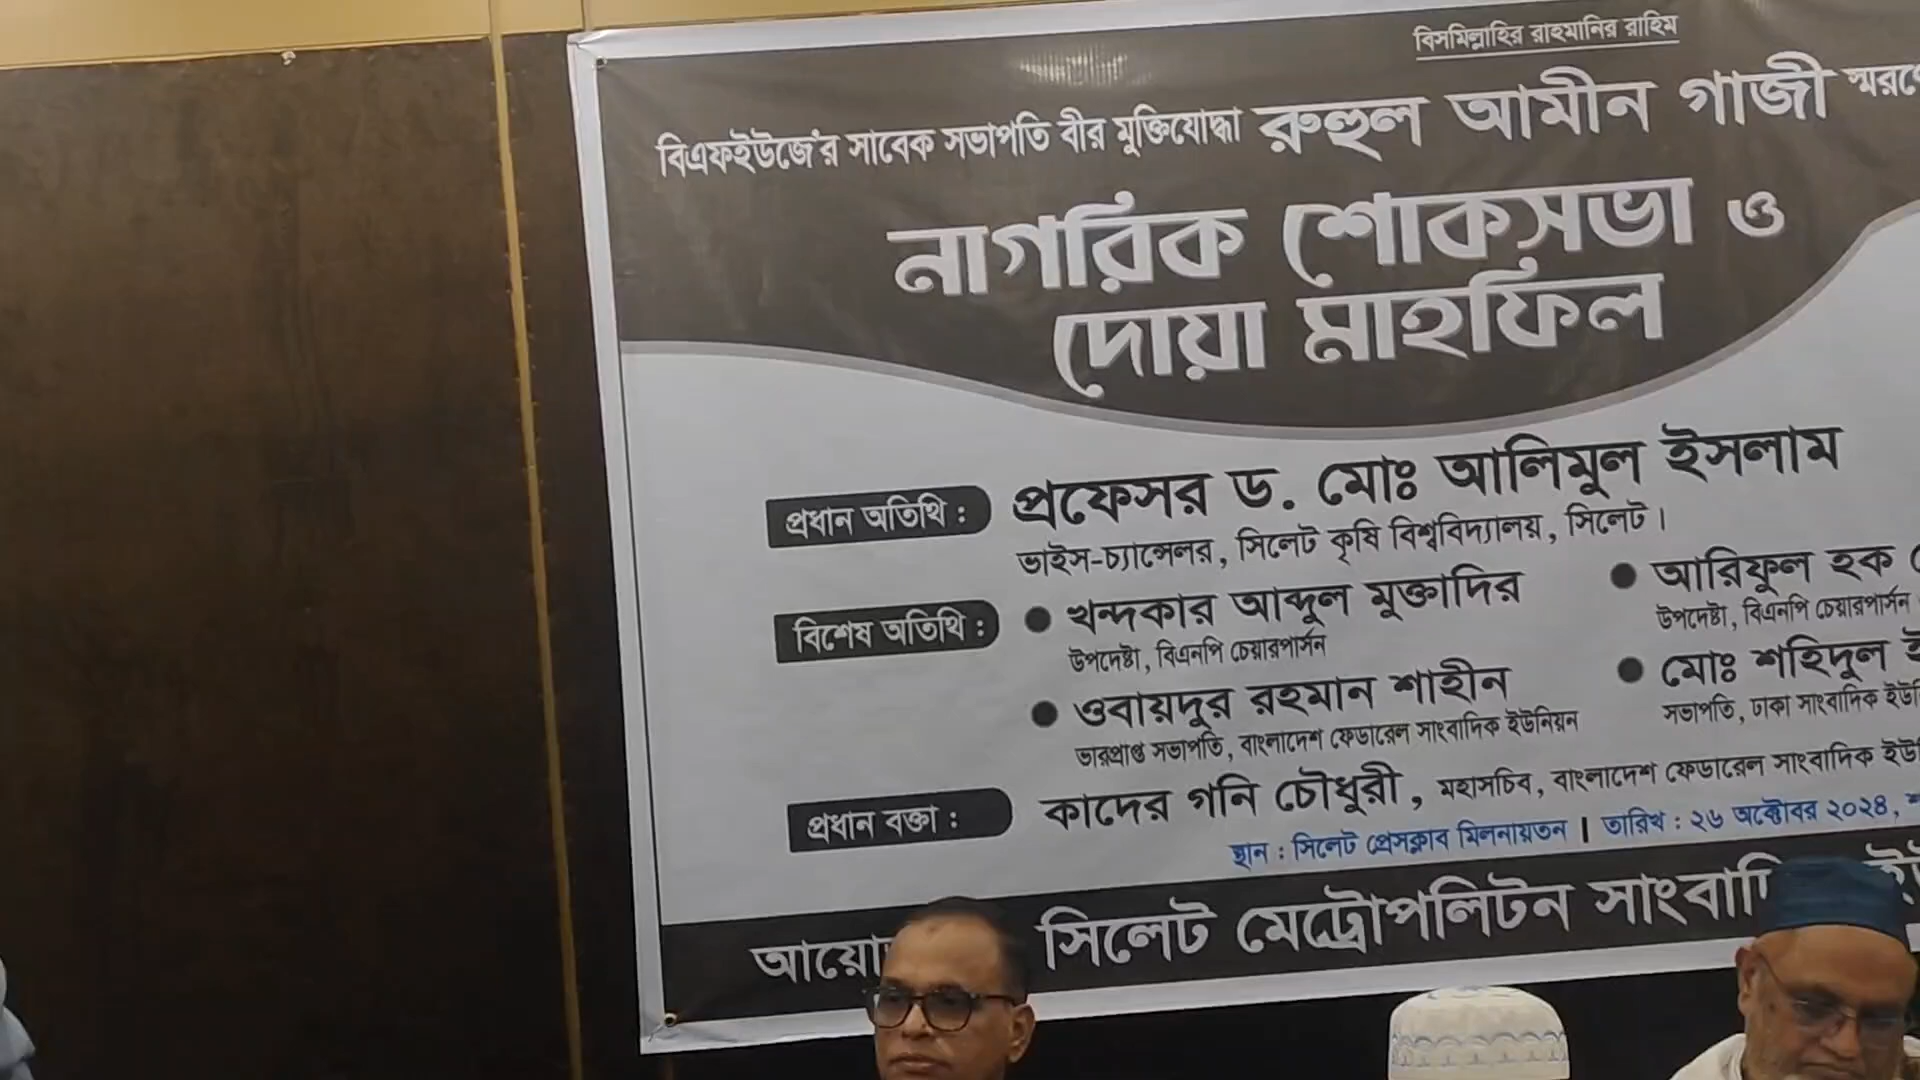 বিসমিল্লাহির রাহমানির রাহিম
বিএফইউজে'র সাবেক সভাপতি বীর মুক্তিযোদ্ধা রুহুল আমীন গাজী
নাগরিক শোকসভা ও
দোয়া মাহফিল
প্রধান অতিথি : প্রফেসর ড. মোঃ আলিমুল ইসলাম
ভাইস-চ্যান্সেলর, সিলেট কৃষি বিশ্ববিদ্যালয়, সিলেট।
বিশেষ অতিথি : ● খন্দকার আব্দুল মুক্তাদির ● আরিফুল হক
উপদেষ্টা, বিএনপি চেয়ারপার্সন উপদেষ্টা, বিএনপি চেয়ারপার্সন
● ওবায়দুর রহমান শাহীন ● মোঃ শহিদুল
ভারপ্রাপ্ত সভাপতি, বাংলাদেশ ফেডারেল সাংবাদিক ইউনিয়ন সভাপতি, ঢাকা সাংবাদিক
প্রধান বক্তা : কাদের গনি চৌধুরী, মহাসচিব, বাংলাদেশ ফেডারেল সাংবাদিক
স্থান : সিলেট প্রেসক্লাব মিলনায়তন | তারিখ : ২৬ অক্টোবর ২০২৪,
সিলেট মেট্রোপলিটন